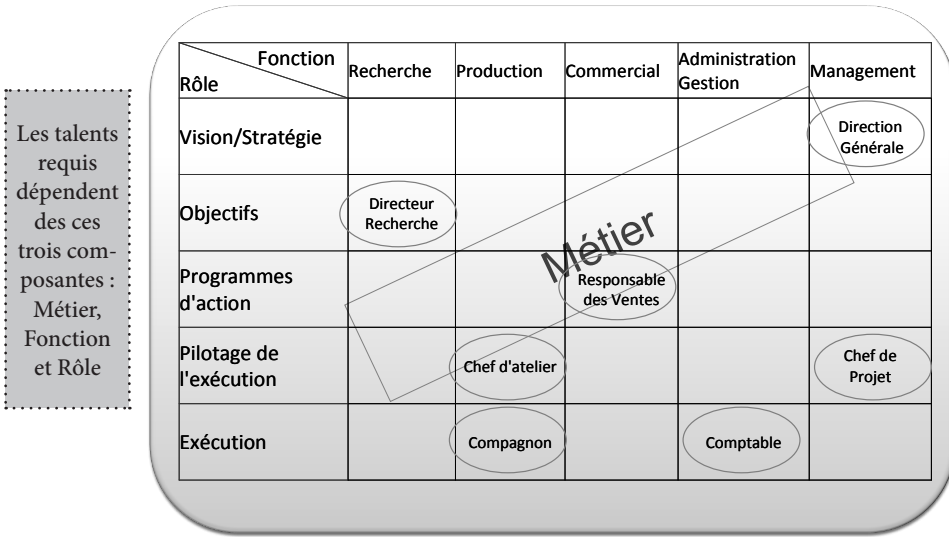 Les talents
requis
dépendent
des ces
trois com-
posantes :
Métier,
Fonction
et Rôle
Fonction
Rôle
Recherche
Production
Commercial
Administration
Gestion
Management
Vision/Stratégie
Direction
Générale
Objectifs
Directeur
Recherche
Métier
Programmes
d'action
Responsable
des Ventes
Pilotage de
l'exécution
Chef d'atelier
Chef de
Projet
Exécution
Compagnon
Comptable